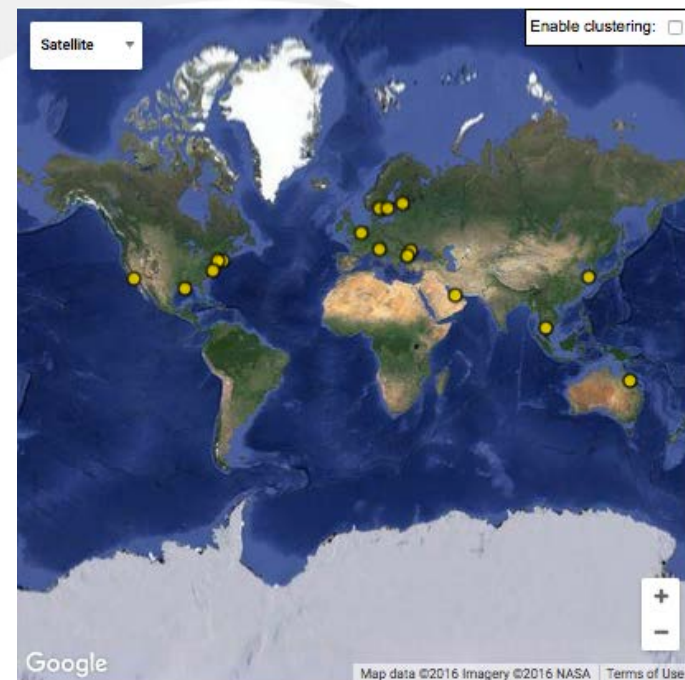 Satellite
Enable clustering:
+
−
Google
Map data ©2016 Imagery ©2016 NASA
Terms of Use